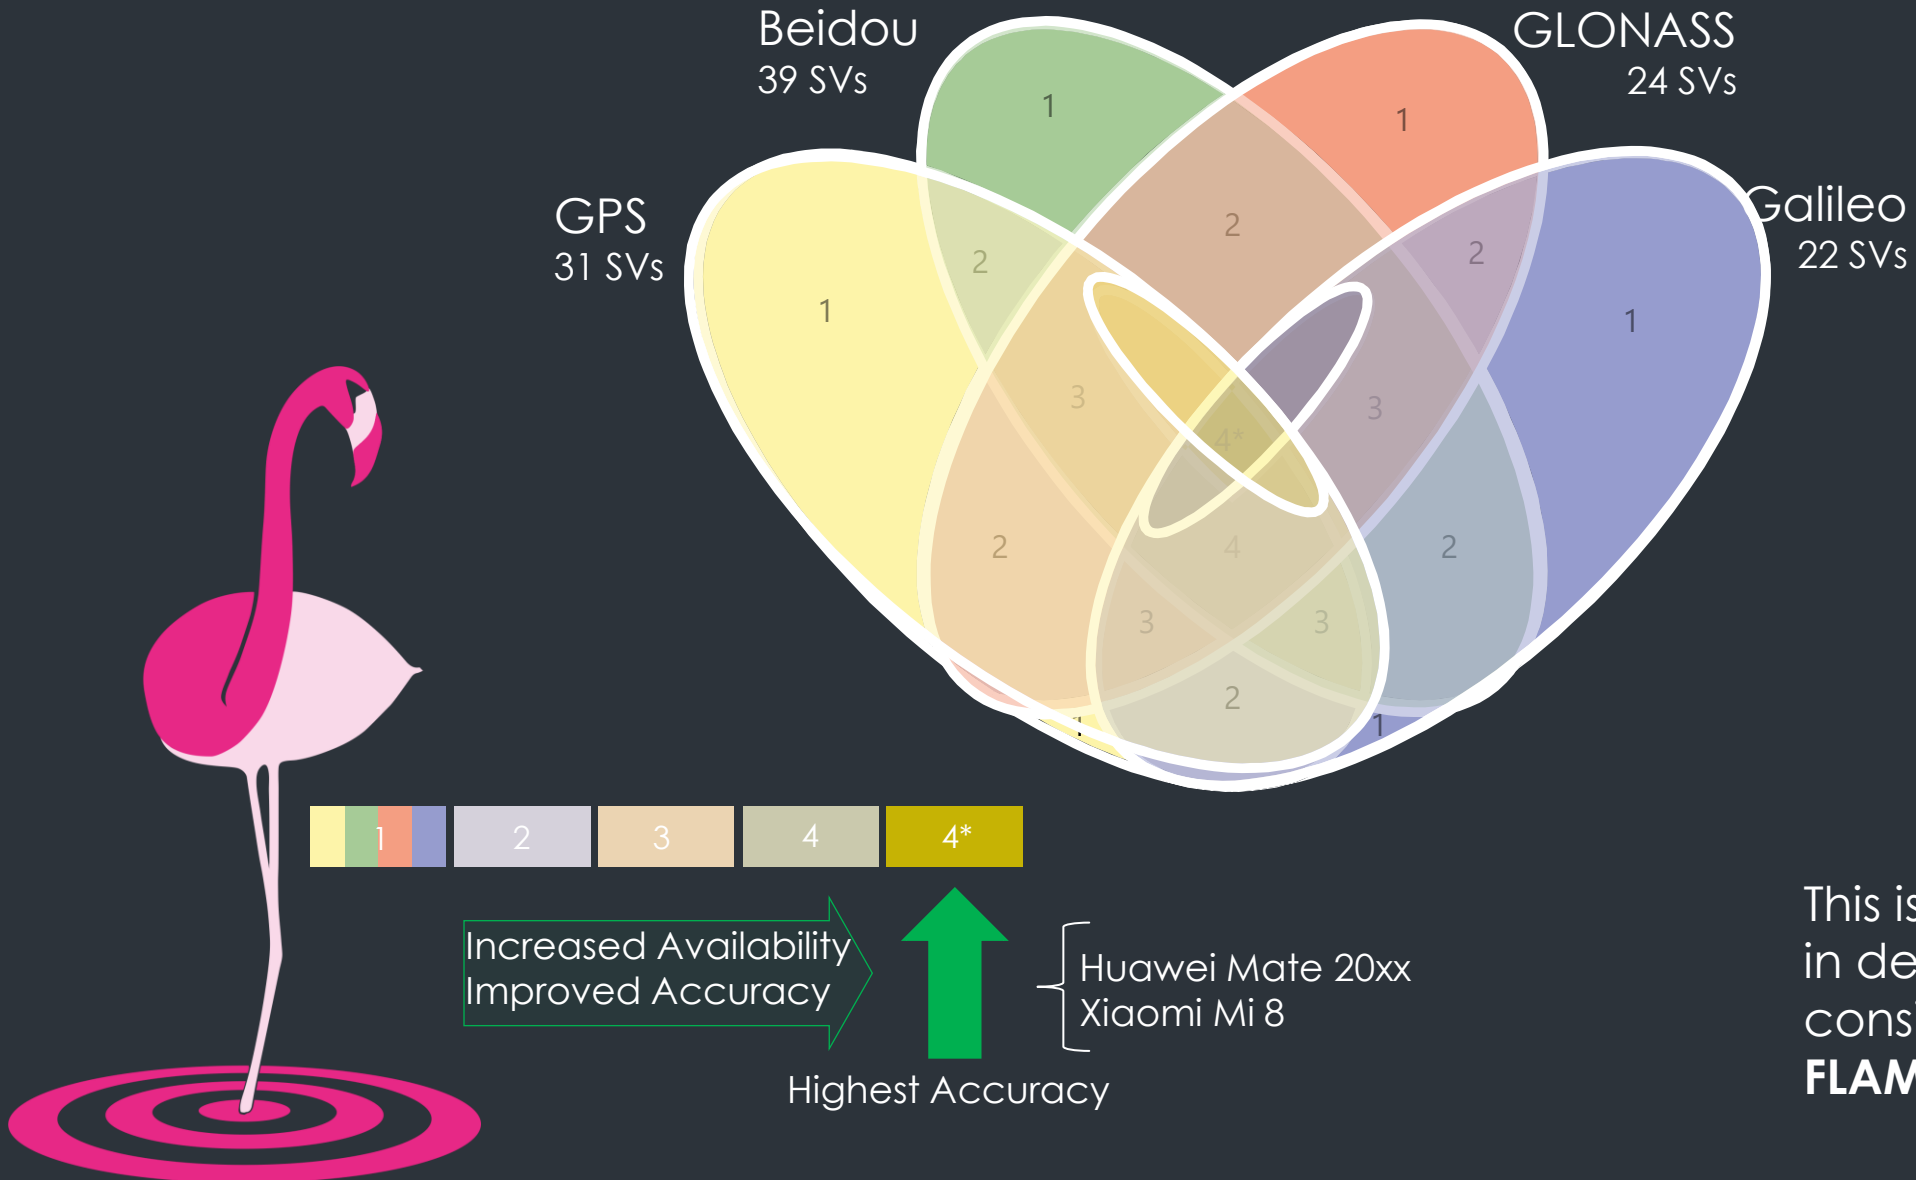 Beidou
39 SVs
GLONASS
24 SVs
GPS
31 SVs
Galileo
22 SVs
1
1
2
2
2
1
1
3
3
4*
2
4
2
3
3
2
1
1
1
2
3
4
4*
Increased Availability
Improved Accuracy
Huawei Mate 20xx
Xiaomi Mi 8
Highest Accuracy
This is
in de
cons
FLAM